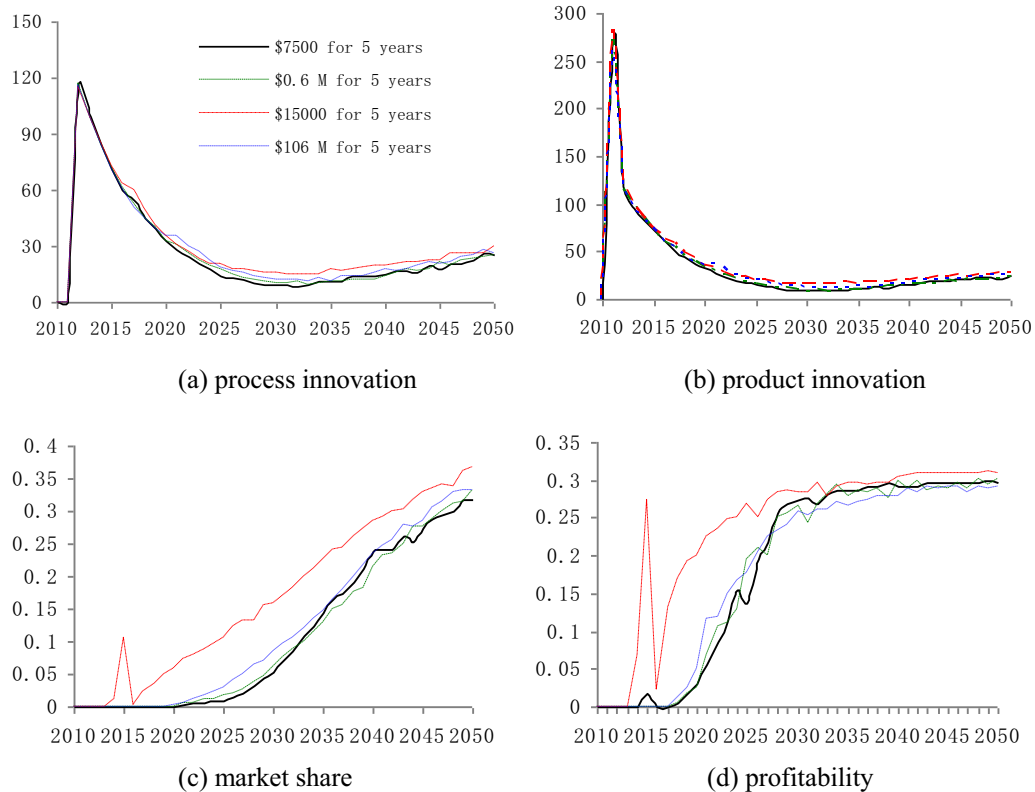 150
120
90
60
30
0
$7500 for 5 years
$0.6 M for 5 years
$15000 for 5 years
$106 M for 5 years
2010 2015 2020 2025 2030 2035 2040 2045 2050
(a) process innovation
300
250
200
150
100
50
0
2010 2015 2020 2025 2030 2035 2040 2045 2050
(b) product innovation
0.4
0.35
0.3
0.25
0.2
0.15
0.1
0.05
0
2010 2015 2020 2025 2030 2035 2040 2045 2050
(c) market share
0.35
0.3
0.25
0.2
0.15
0.1
0.05
0
2010 2015 2020 2025 2030 2035 2040 2045 2050
(d) profitability